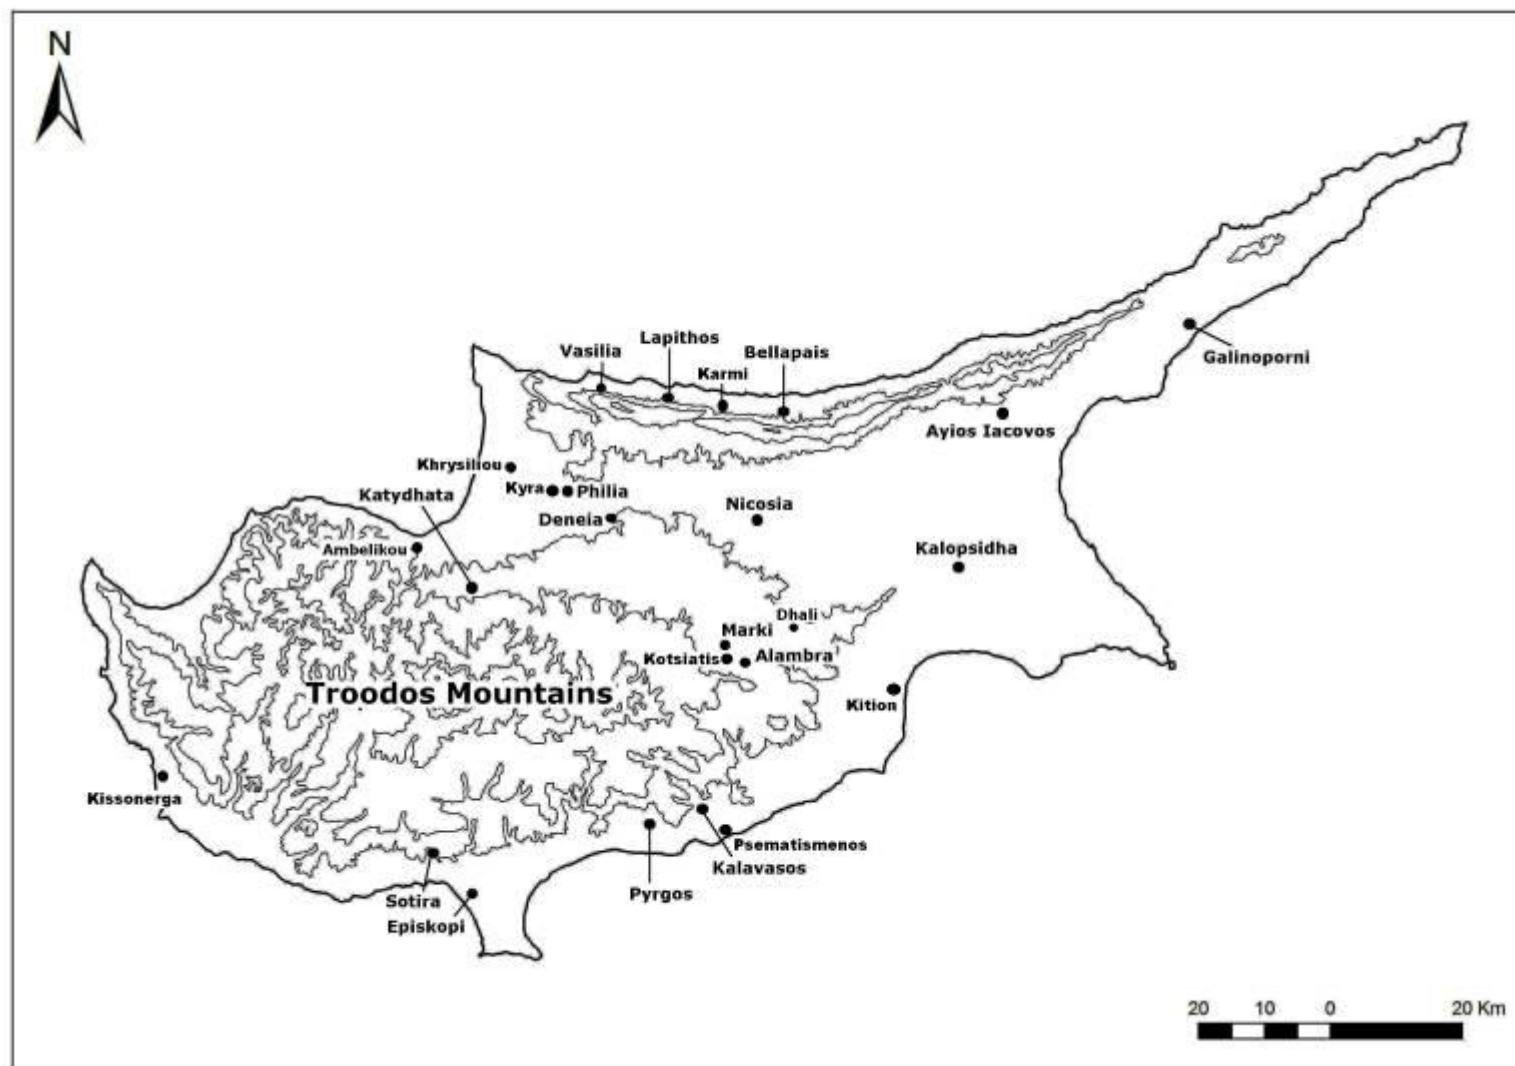 N
Lapithos
Vasilia
Bellapais
Karmi
Galinoporni
Ayios Iacovos
Khrysiliou
Kyra
Philia
Katydhata
Nicosia
Deneia
Ambelikou
Kalopsidha
Dhali
Marki
Kotsiatis
Alambra
Troodos Mountains
Kition
Kissonerga
Psematismenos
Kalavasos
Pyrgos
Sotira
Episkopi
20 10 0 20 Km